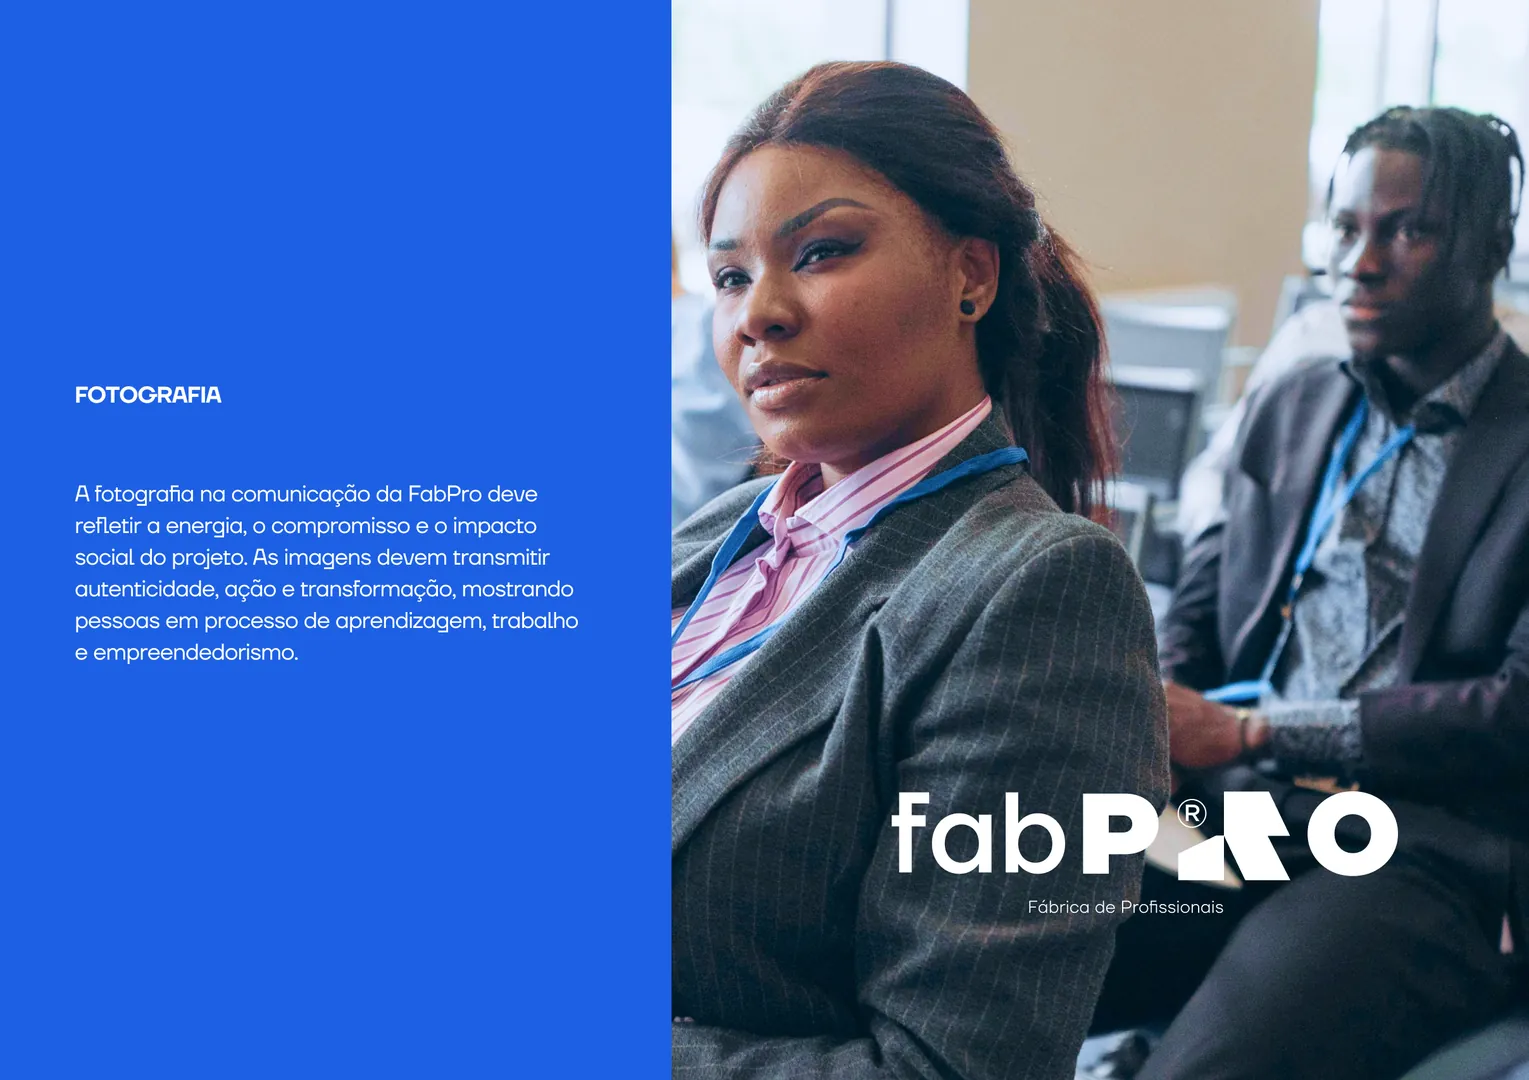 FOTOGRAFIA
A fotografia na comunicação da FabPro deve
refletir a energia, o compromisso e o impacto
social do projeto. As imagens devem transmitir
autenticidade, ação e transformação, mostrando
pessoas em processo de aprendizagem, trabalho
e empreendedorismo.
fabPRO®
Fábrica de Profissionais